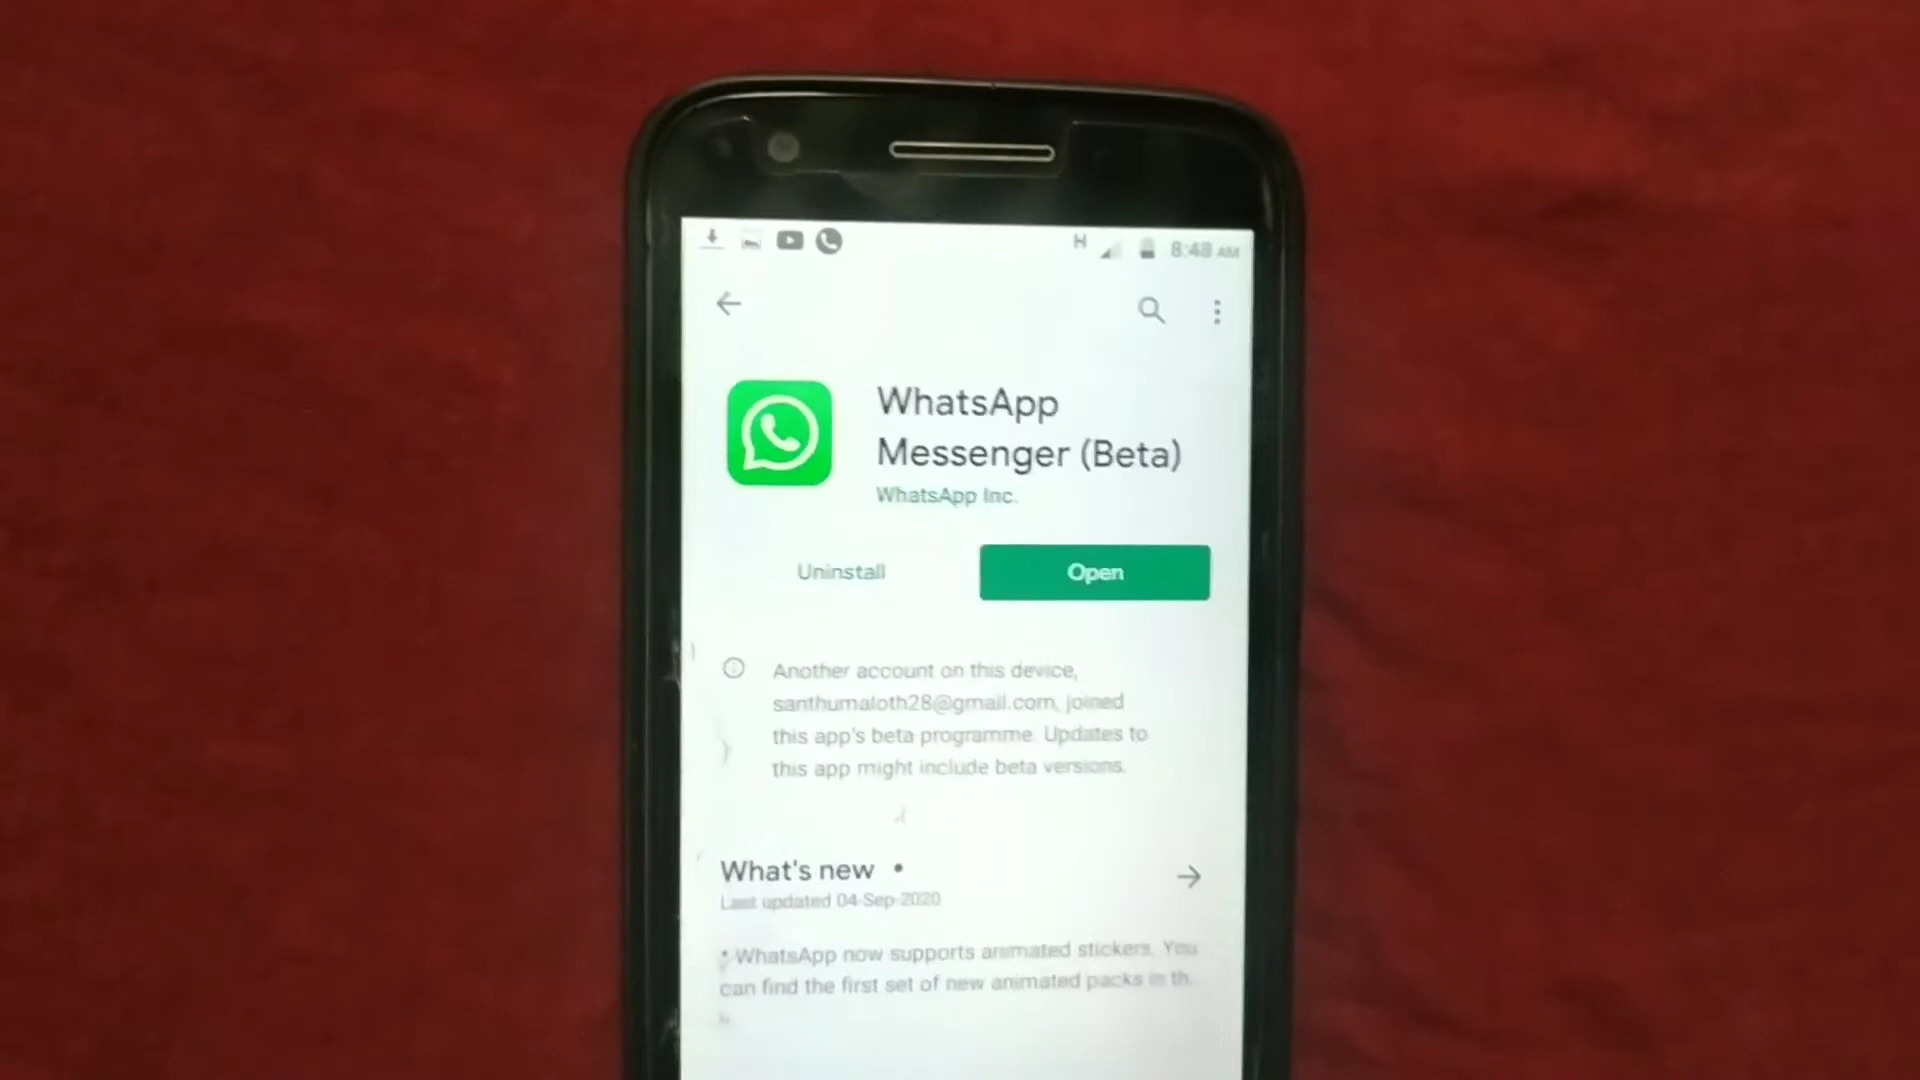 H 8:48 AM
WhatsApp
Messenger (Beta)
WhatsApp Inc.
Uninstall
Open
Another account on this device,
santhumaloth28@gmail.com, joined
this app's beta programme. Updates to
this app might include beta versions.
What's new •
Last updated 04-Sep-2020
* WhatsApp now supports animated stickers. You
can find the first set of new animated packs in th